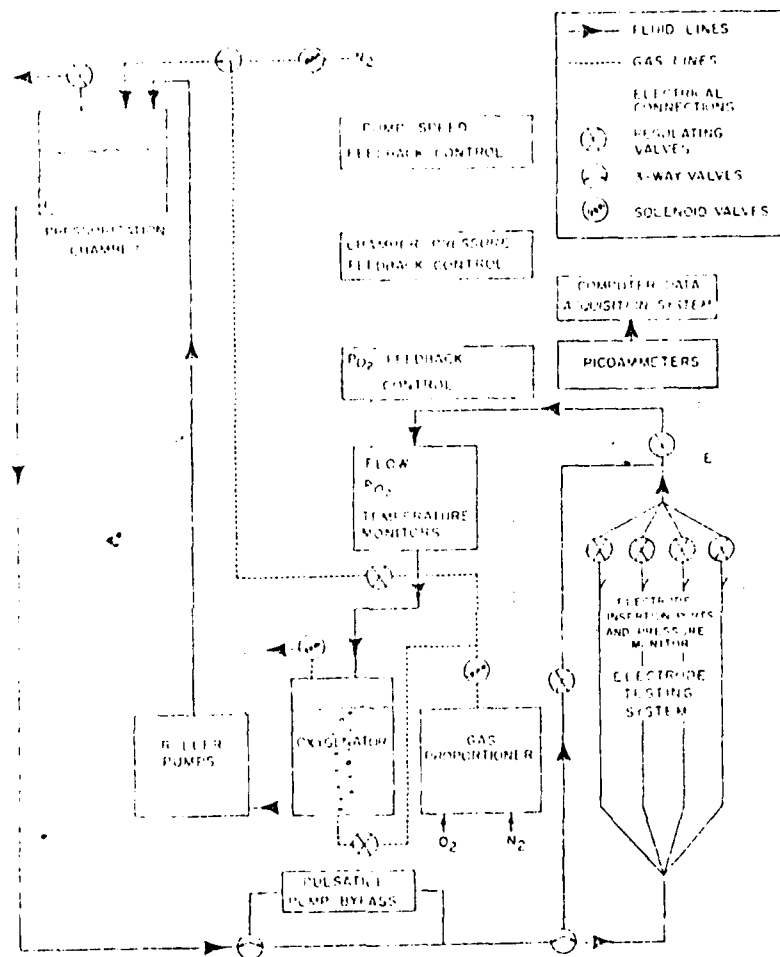 FLUID LINES
GAS LINES
ELECTRICAL
CONNECTIONS
REGULATING
VALVES
3-WAY VALVES
SOLENOID VALVES
N2
PRESSURIZATION
CHAMBER
PUMP SPEED
FEEDBACK CONTROL
CHAMBER PRESSURE
FEEDBACK CONTROL
COMPUTER DATA
ACQUISITION SYSTEM
PO2 FEEDBACK
CONTROL
PICOAMMETERS
FLOW
PO2
TEMPERATURE
MONITORS
E
ELECTRODE
INSERTION PORTS
AND PRESSURE
MONITOR
ELECTRODE
TESTING
SYSTEM
ROLLER
PUMPS
OXYGENATOR
GAS
PROPORTIONER
O2
N2
PULSATILE
PUMP BYPASS